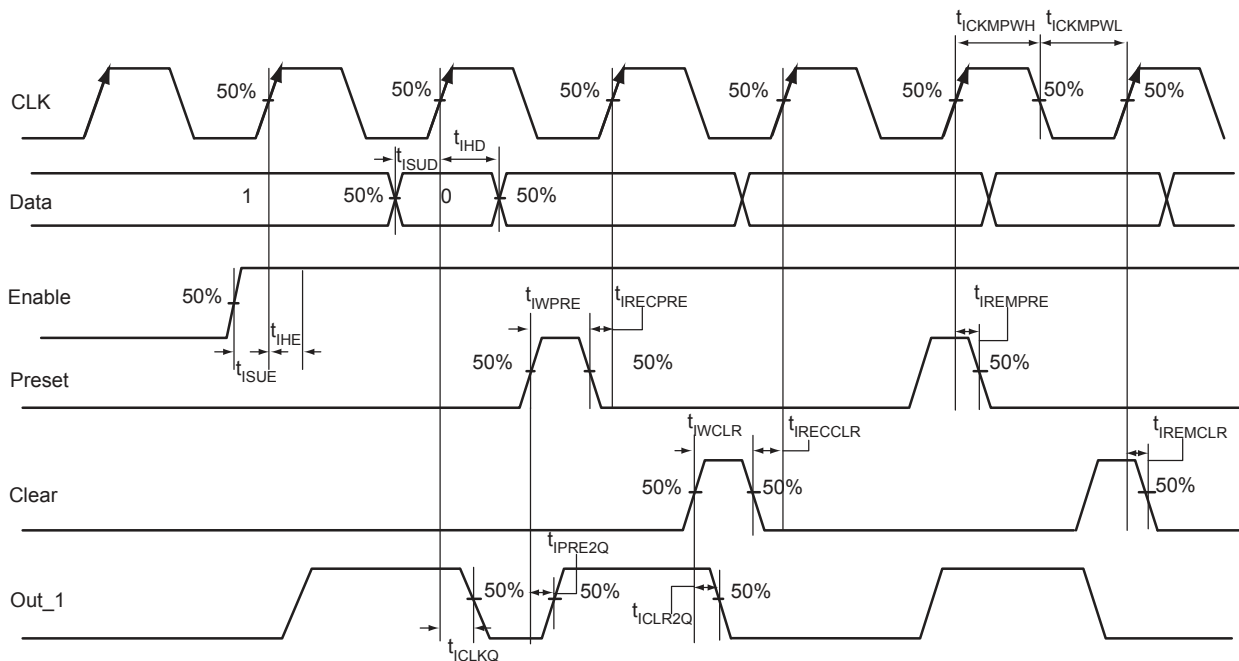 tICKMPWH tICKMPWL
CLK 50% 50% 50% 50% 50% 50% 50%
tISUD tIHD
Data 1 50% 0 50%
Enable 50%
tIHE
tISUE
tIWPRE tIRECPRE tIREMPRE
Preset 50% 50% 50%
tIWCLR tIRECCLR tIREMCLR
Clear 50% 50% 50%
tIPRE2Q
Out_1 50% 50% 50%
tICLR2Q
tICLKQ